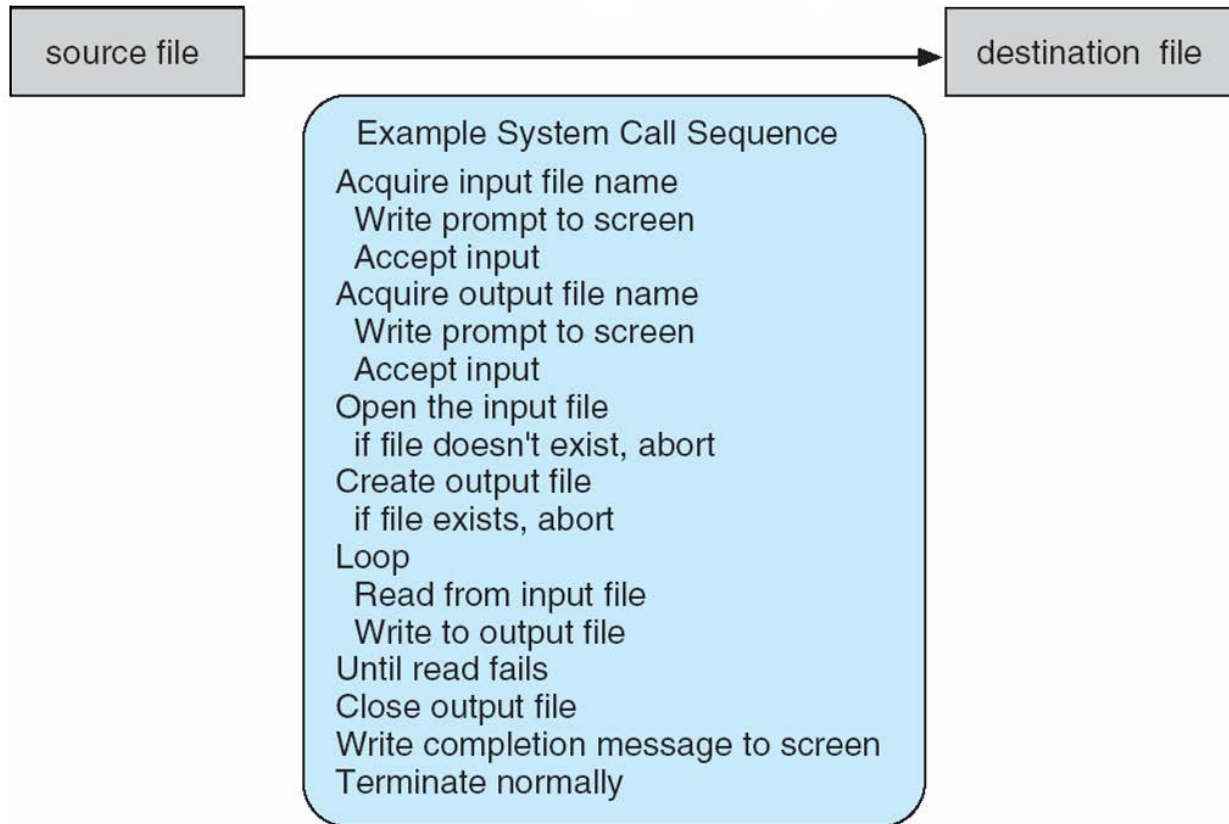 source file
destination file
Example System Call Sequence
Acquire input file name
Write prompt to screen
Accept input
Acquire output file name
Write prompt to screen
Accept input
Open the input file
if file doesn't exist, abort
Create output file
if file exists, abort
Loop
Read from input file
Write to output file
Until read fails
Close output file
Write completion message to screen
Terminate normally